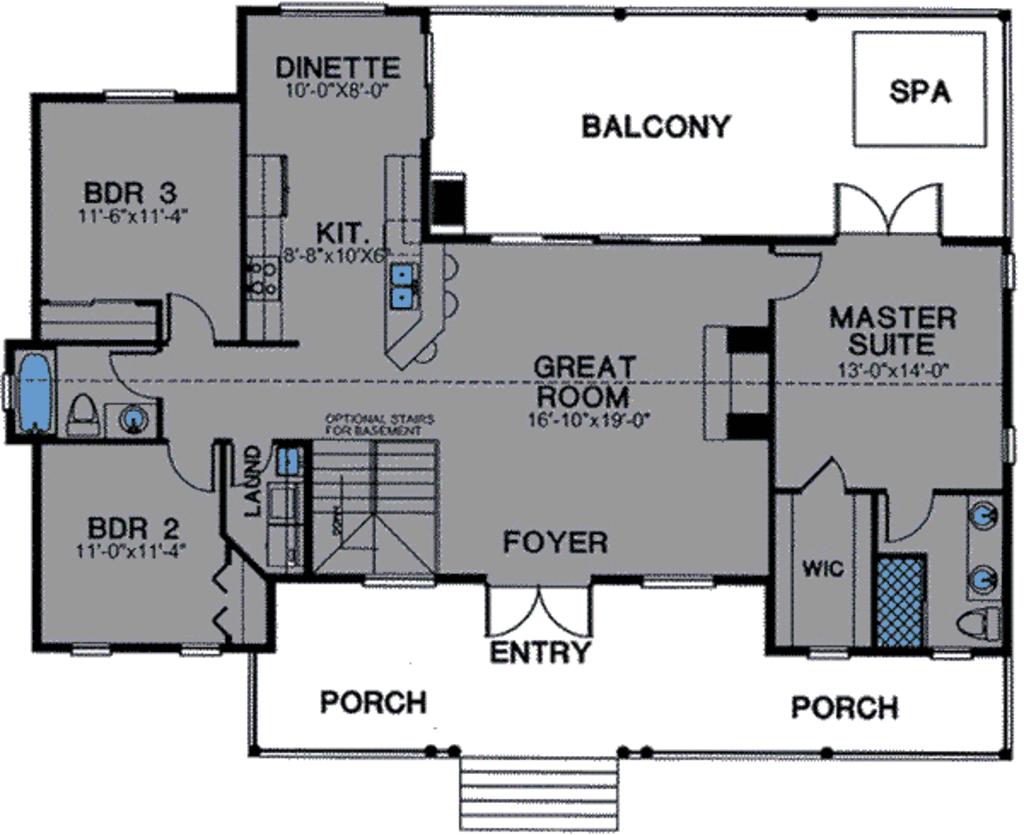 DINETTE
10'-0"X8'-0"
SPA
BALCONY
BDR 3
11'-6"x11'-4"
KIT.
8'-8"x10'X6"
MASTER
SUITE
13'-0"x14'-0"
GREAT
ROOM
16'-10"x19'-0"
OPTIONAL STAIRS
FOR BASEMENT
LAUND
BDR 2
11'-0"x11'-4"
FOYER
WIC
ENTRY
PORCH
PORCH